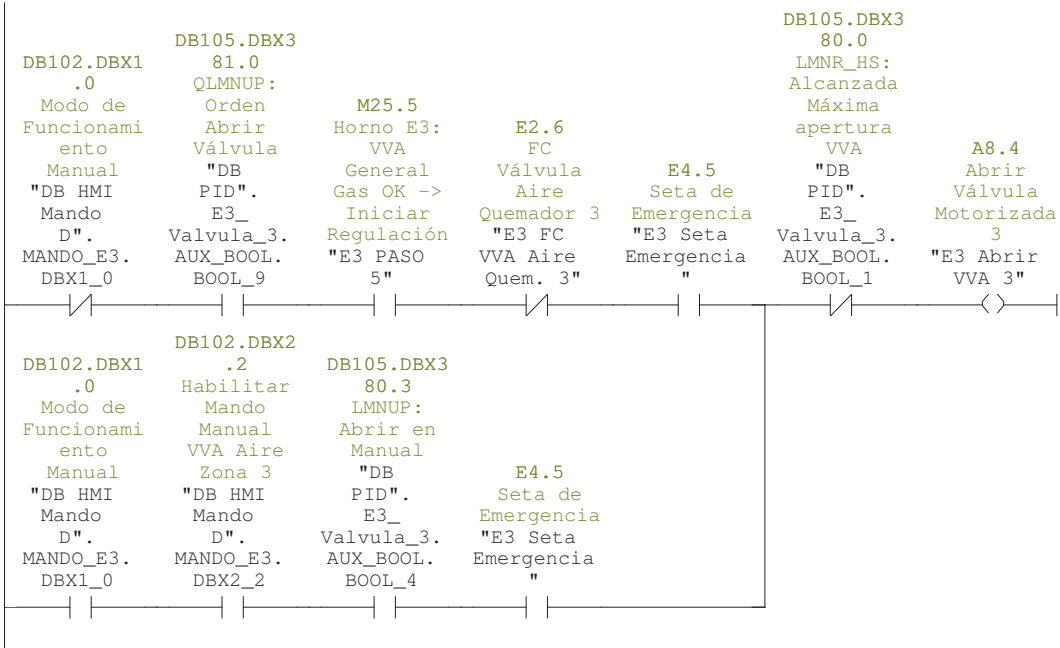 DB102.DBX1
.0
Modo de
Funcionami
ento
Manual
"DB HMI
Mando
D".
MANDO_E3.
DBX1_0
DB105.DBX3
81.0
QLMNUP:
Orden
Abrir
Válvula
"DB
PID".
E3_
Valvula_3.
AUX_BOOL.
BOOL_9
M25.5
Horno E3:
VVA
General
Gas OK ->
Iniciar
Regulación
"E3 PASO
5"
E2.6
FC
Válvula
Aire
Quemador 3
"E3 FC
VVA Aire
Quem. 3"
E4.5
Seta de
Emergencia
"E3 Seta
Emergencia
"
DB105.DBX3
80.0
LMNR_HS:
Alcanzada
Máxima
apertura
VVA
"DB
PID".
E3_
Valvula_3.
AUX_BOOL.
BOOL_1
A8.4
Abrir
Válvula
Motorizada
3
"E3 Abrir
VVA 3"
DB102.DBX1
.0
Modo de
Funcionami
ento
Manual
"DB HMI
Mando
D".
MANDO_E3.
DBX1_0
DB102.DBX2
.2
Habilitar
Mando
Manual
VVA Aire
Zona 3
"DB HMI
Mando
D".
MANDO_E3.
DBX2_2
DB105.DBX3
80.3
LMNUP:
Abrir en
Manual
"DB
PID".
E3_
Valvula_3.
AUX_BOOL.
BOOL_4
E4.5
Seta de
Emergencia
"E3 Seta
Emergencia
"